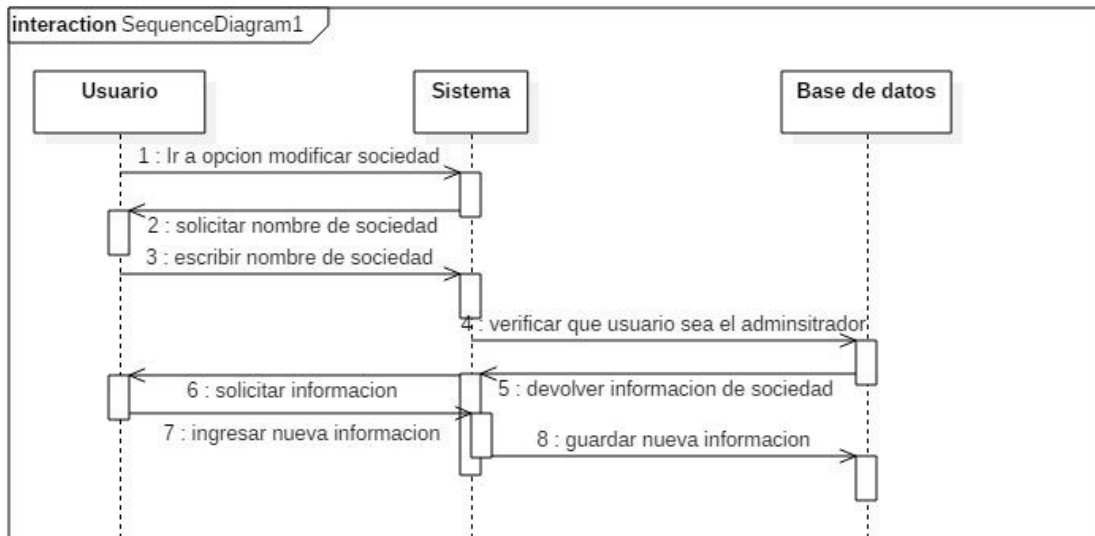 interaction SequenceDiagram1
Usuario
Sistema
Base de datos
1 : Ir a opcion modificar sociedad
2 : solicitar nombre de sociedad
3 : escribir nombre de sociedad
4 : verificar que usuario sea el adminsitrador
5 : devolver informacion de sociedad
6 : solicitar informacion
7 : ingresar nueva informacion
8 : guardar nueva informacion